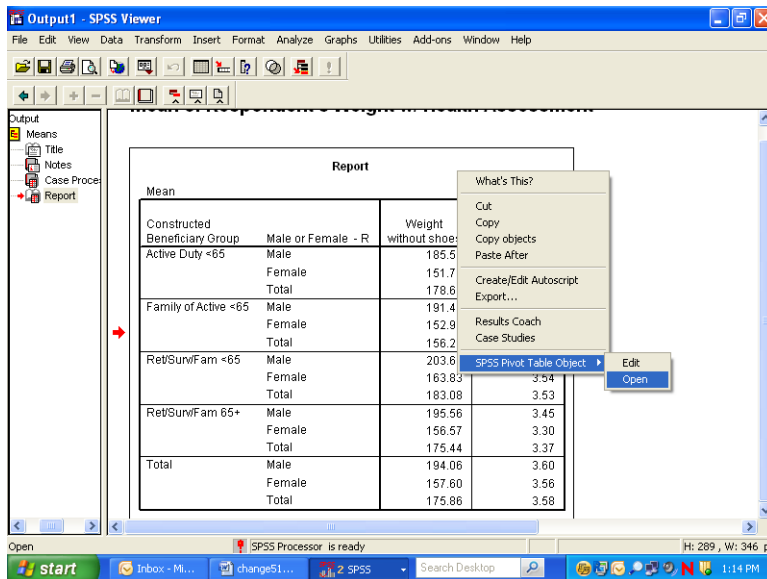 Output1 - SPSS Viewer
File Edit View Data Transform Insert Format Analyze Graphs Utilities Add-ons Window Help
Output
Means
Title
Notes
Case Proce
Report
Report
Mean
Constructed
Beneficiary Group Male or Female - R Weight
without shoe
Active Duty <65 Male 185.5
Female 151.7
Total 178.6
Family of Active <65 Male 191.4
Female 152.9
Total 156.2
Ret/Surv/Fam <65 Male 203.6
Female 163.83 3.54
Total 183.08 3.53
Ret/Surv/Fam 65+ Male 195.56 3.45
Female 156.57 3.30
Total 175.44 3.37
Total Male 194.06 3.60
Female 157.60 3.56
Total 175.86 3.58
What's This?
Cut
Copy
Copy objects
Paste After
Create/Edit Autoscript
Export...
Results Coach
Case Studies
SPSS Pivot Table Object
Edit
Open
Open SPSS Processor is ready H: 289 , W: 346 p
start Inbox - Mi... chan​ge51... 2 SPSS Search Desktop 1:14 PM